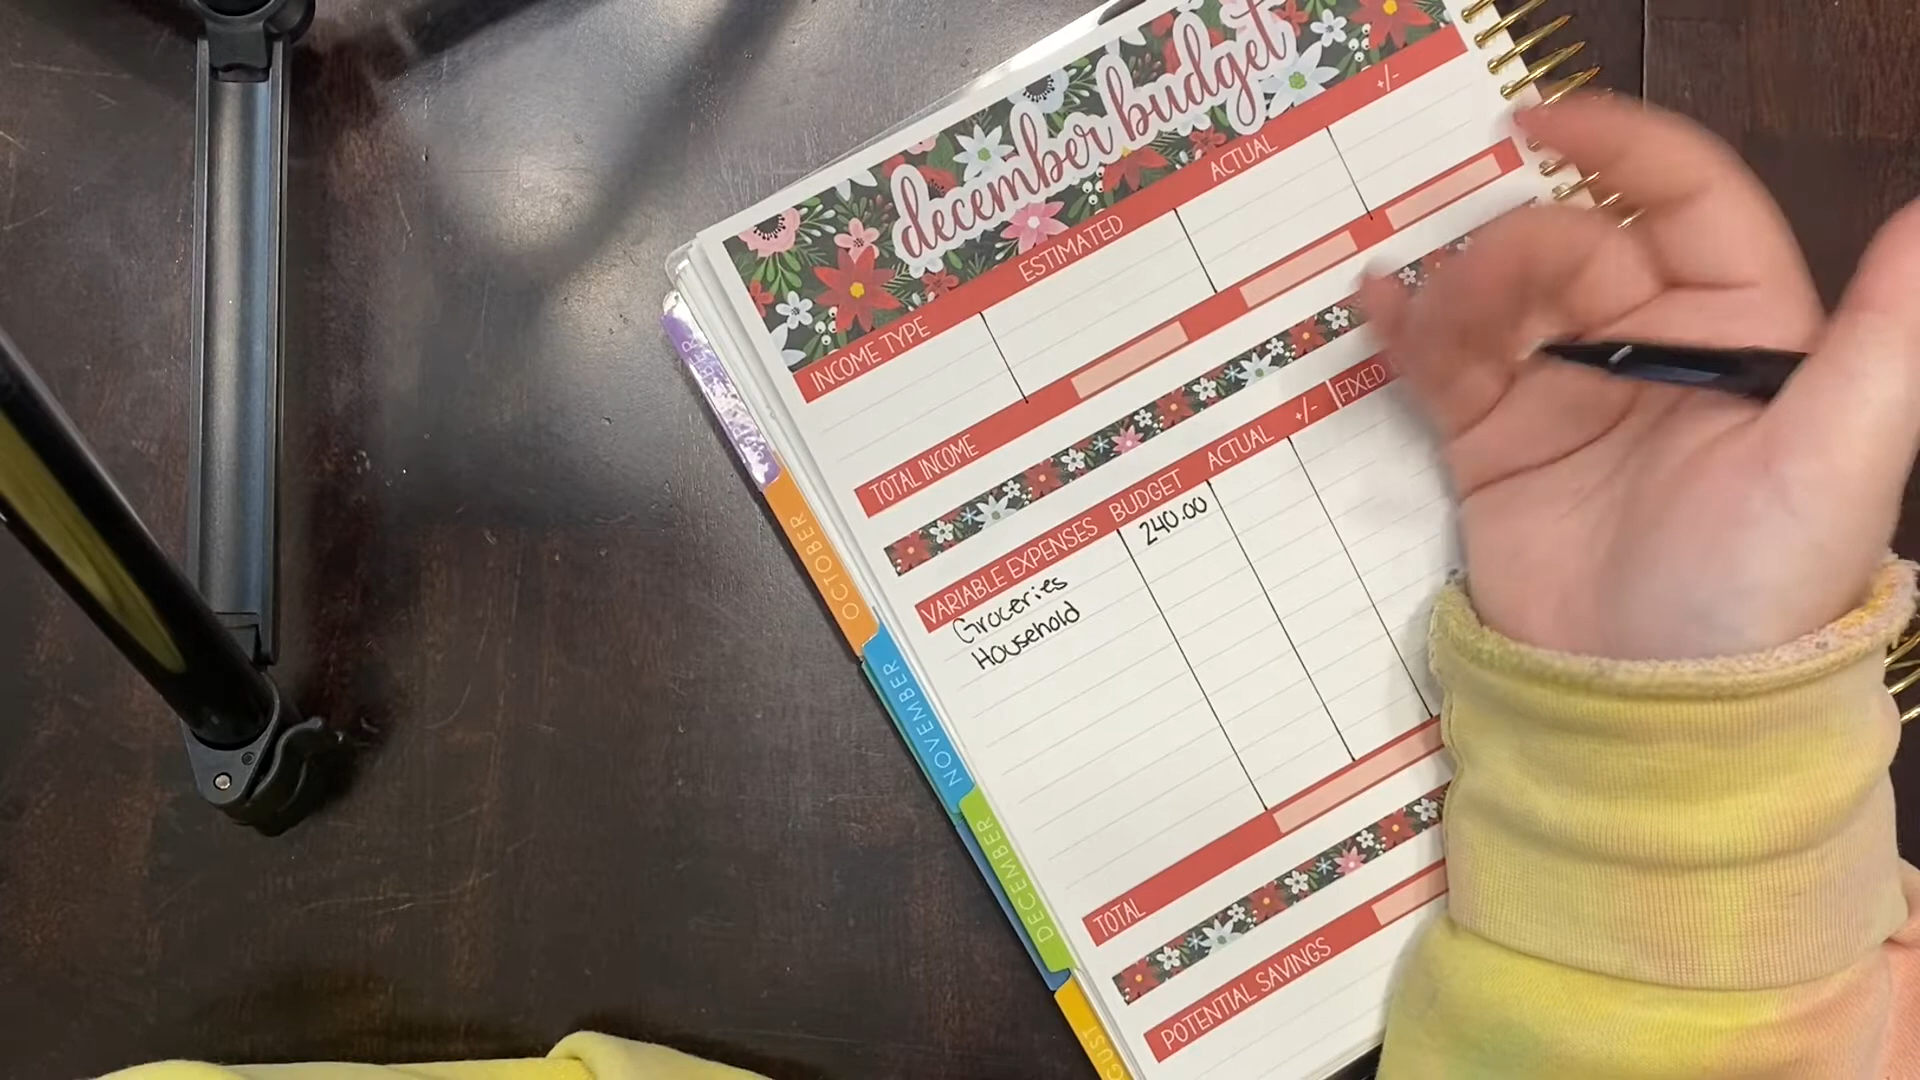 december budget
INCOME TYPE ESTIMATED ACTUAL +/-
TOTAL INCOME
VARIABLE EXPENSES BUDGET ACTUAL +/- FIXED
Groceries 240.00
Household
TOTAL
POTENTIAL SAVINGS
OCTOBER
NOVEMBER
DECEMBER